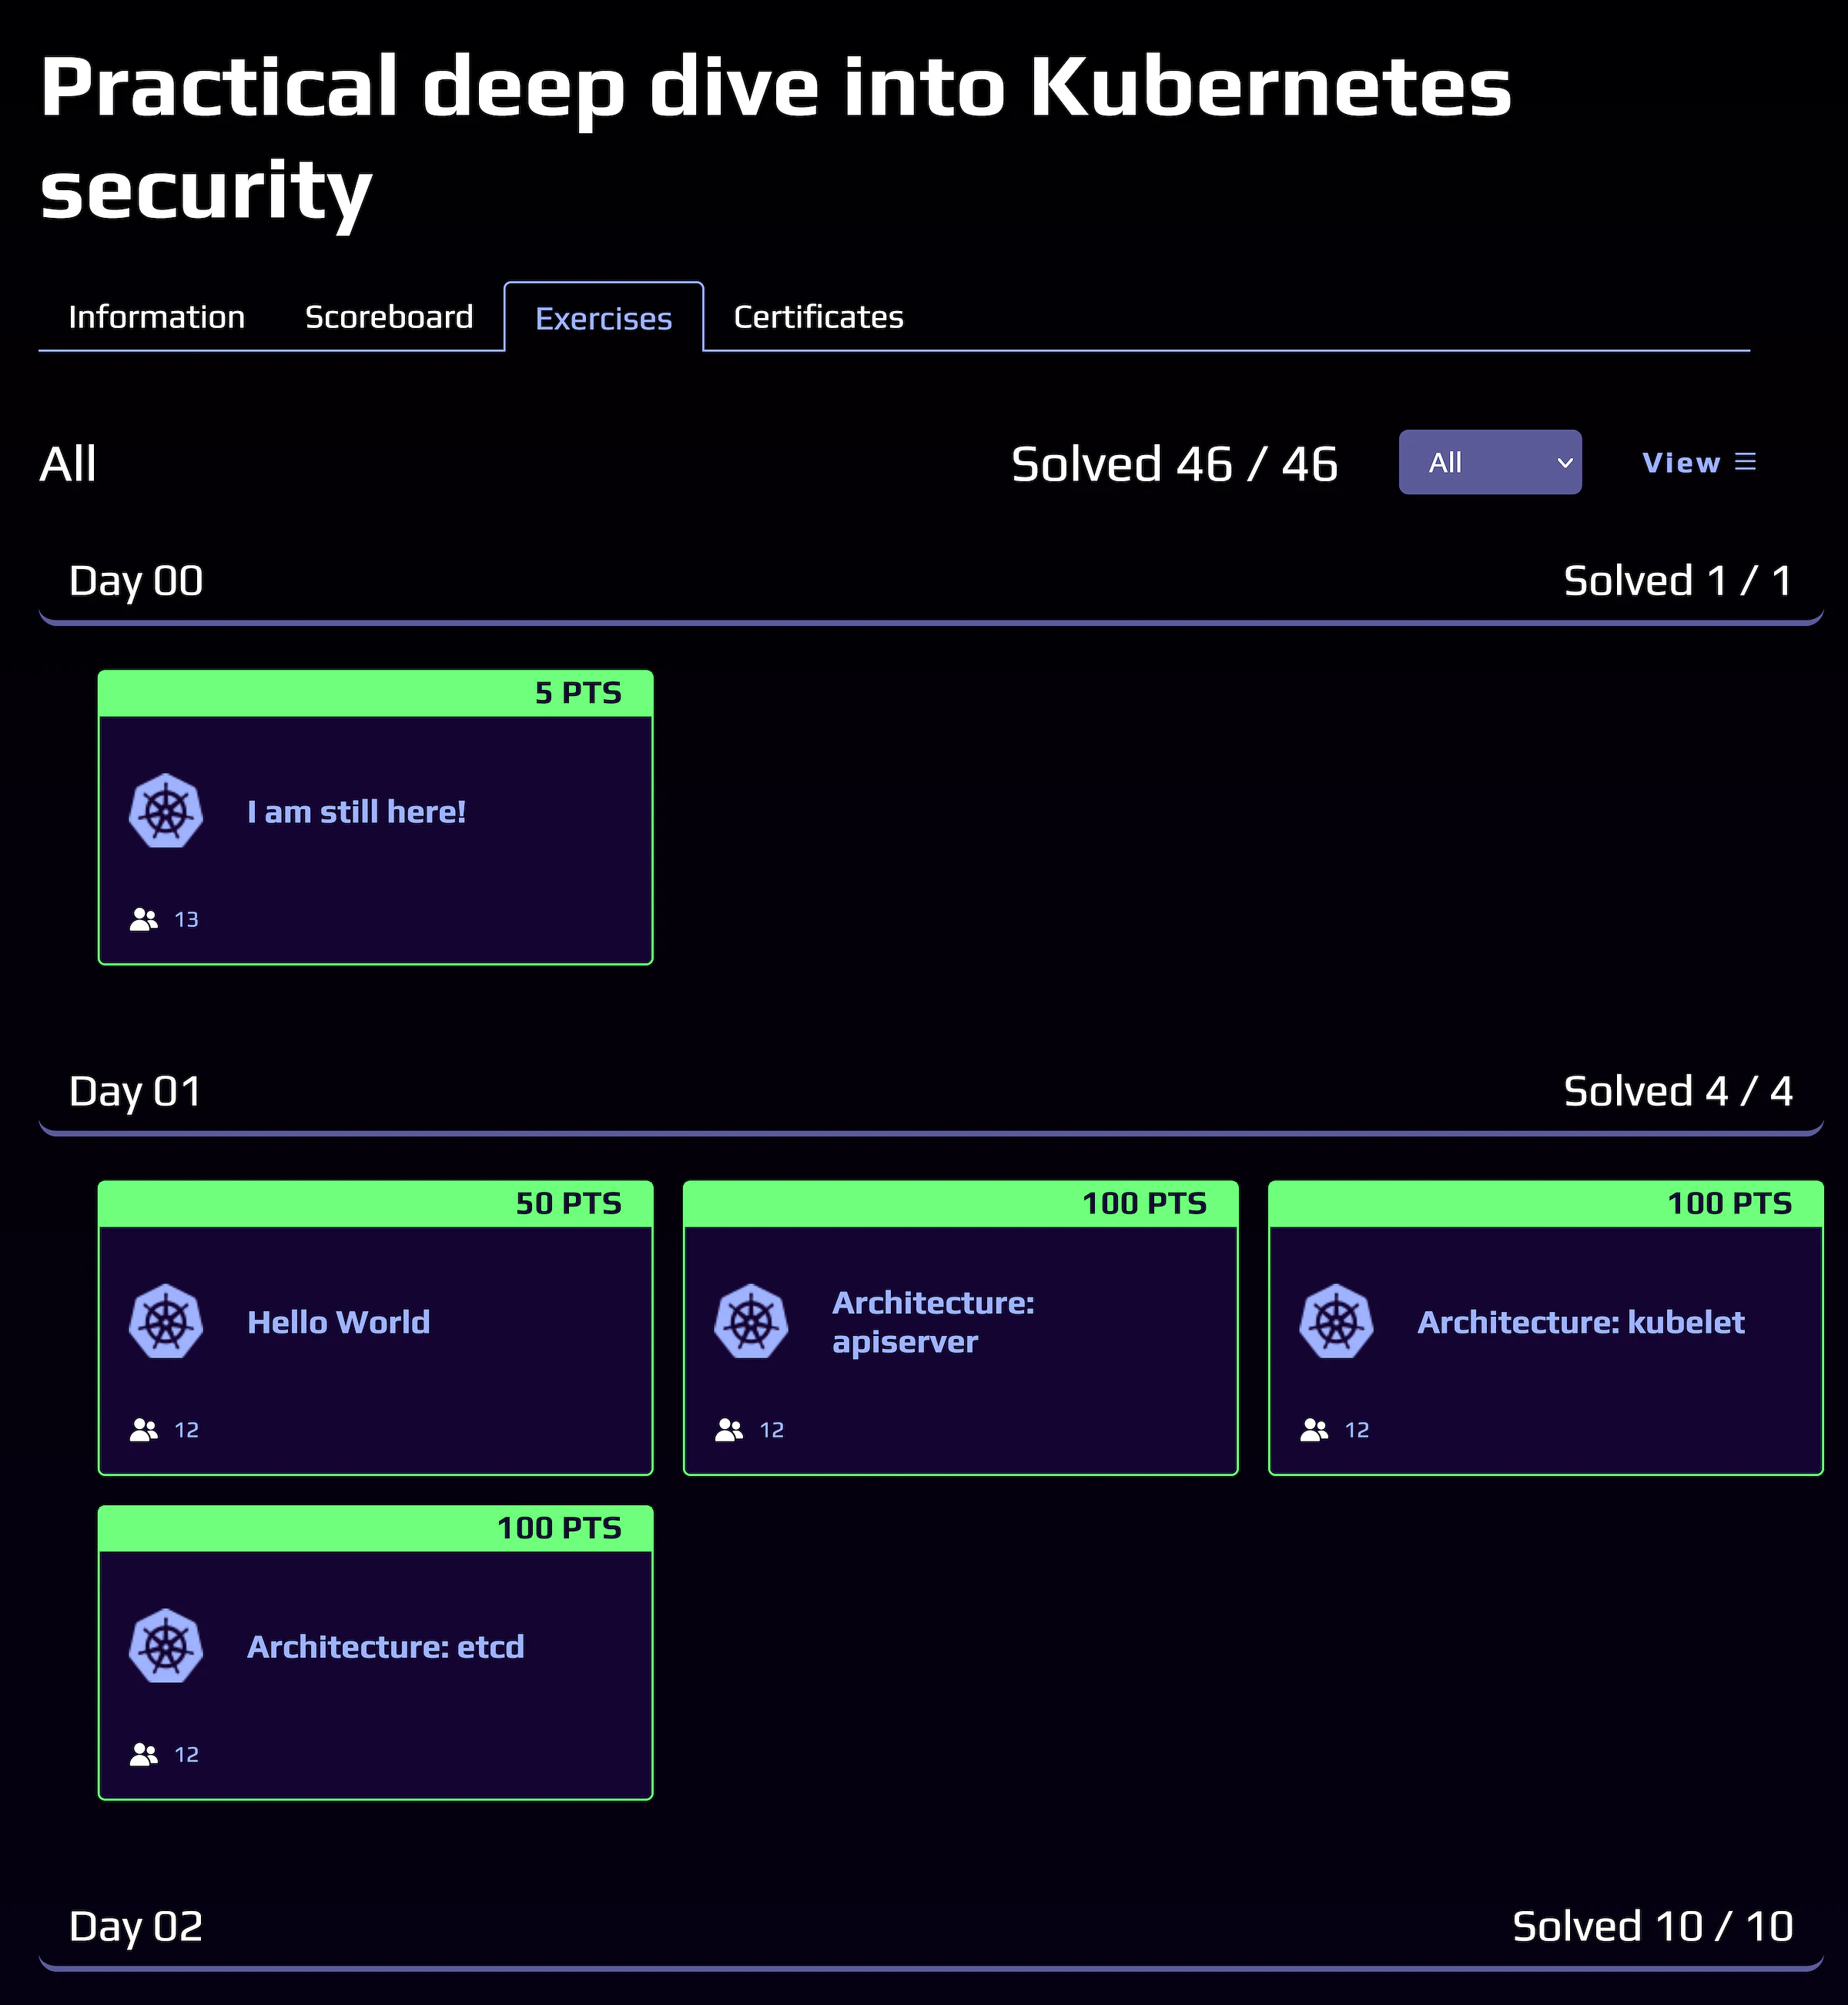 Practical deep dive into Kubernetes
security
Information Scoreboard Exercises Certificates
All Solved 46 / 46 All View
Day 00 Solved 1 / 1
5 PTS
I am still here!
13
Day 01 Solved 4 / 4
50 PTS
Hello World
12
100 PTS
Architecture:
apiserver
12
100 PTS
Architecture: kubelet
12
100 PTS
Architecture: etcd
12
Day 02 Solved 10 / 10